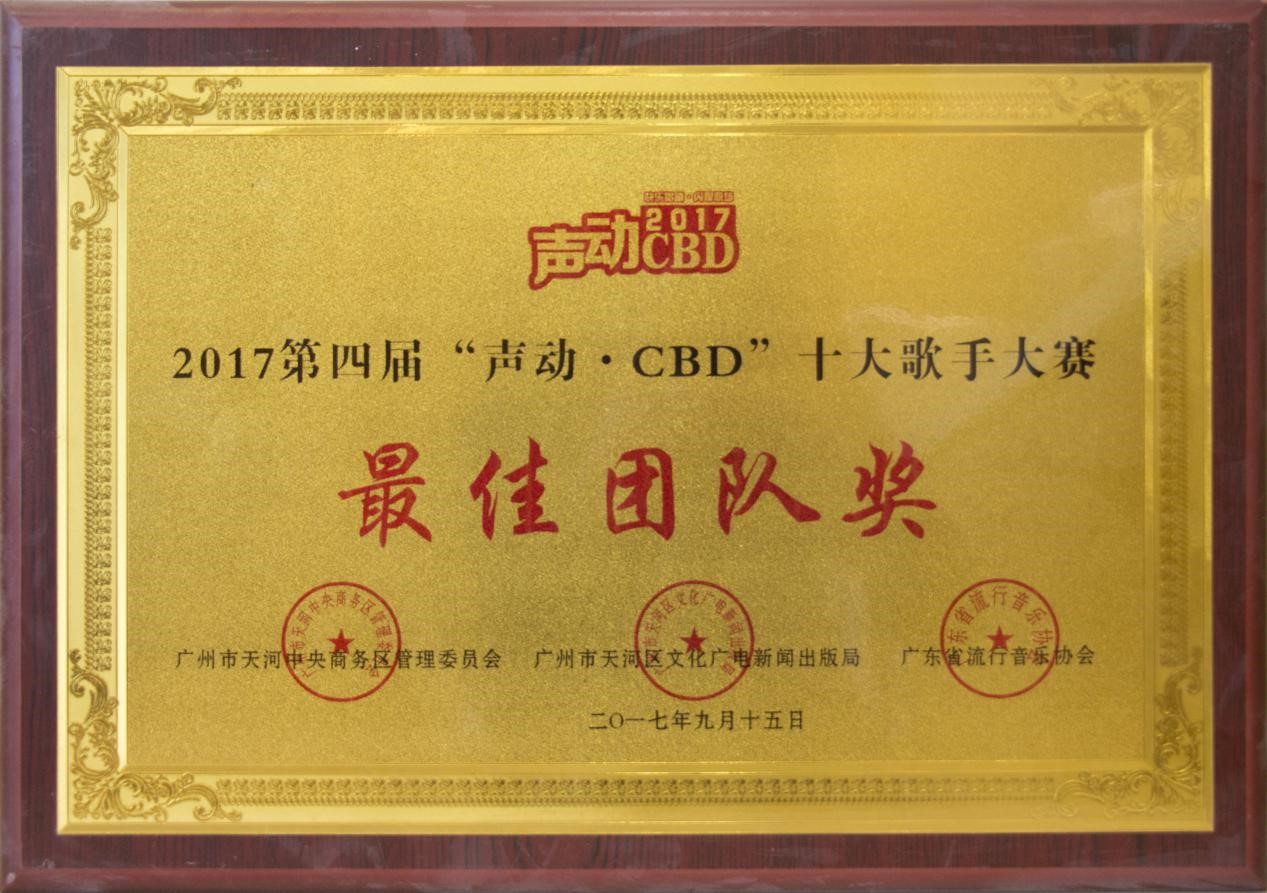 声动2017CBD
2017第四届“声动·CBD”十大歌手大赛
最佳团队奖
广州市天河中央商务区管理委员会 广州市天河区文化广电新闻出版局 广东省流行音乐协会
二〇一七年九月十五日